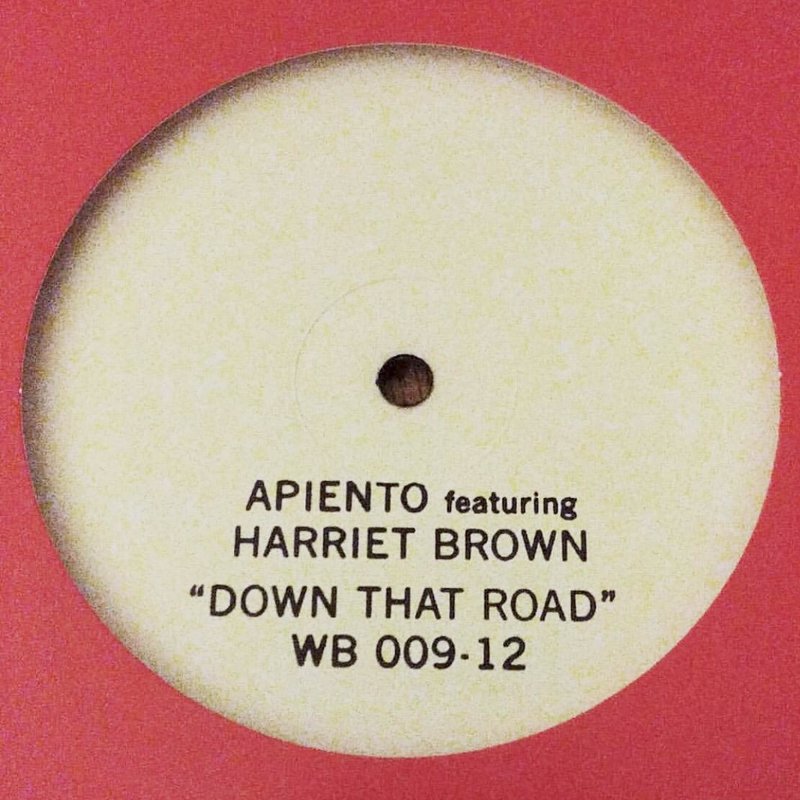 APIENTO featuring
HARRIET BROWN
“DOWN THAT ROAD”
WB 009-12